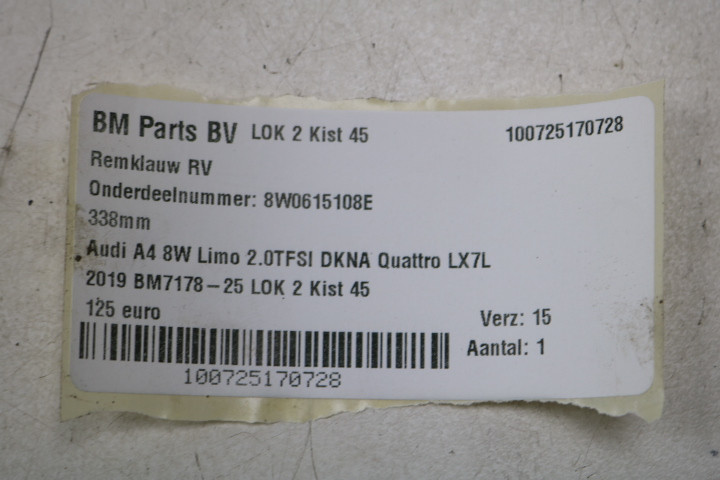 BM Parts BV LOK 2 Kist 45 100725170728
Remklauw RV
Onderdeelnummer: 8W0615108E
338mm
Audi A4 8W Limo 2.0TFSI DKNA Quattro LX7L
2019 BM7178-25 LOK 2 Kist 45
125 euro
Verz: 15
Aantal: 1
100725170728